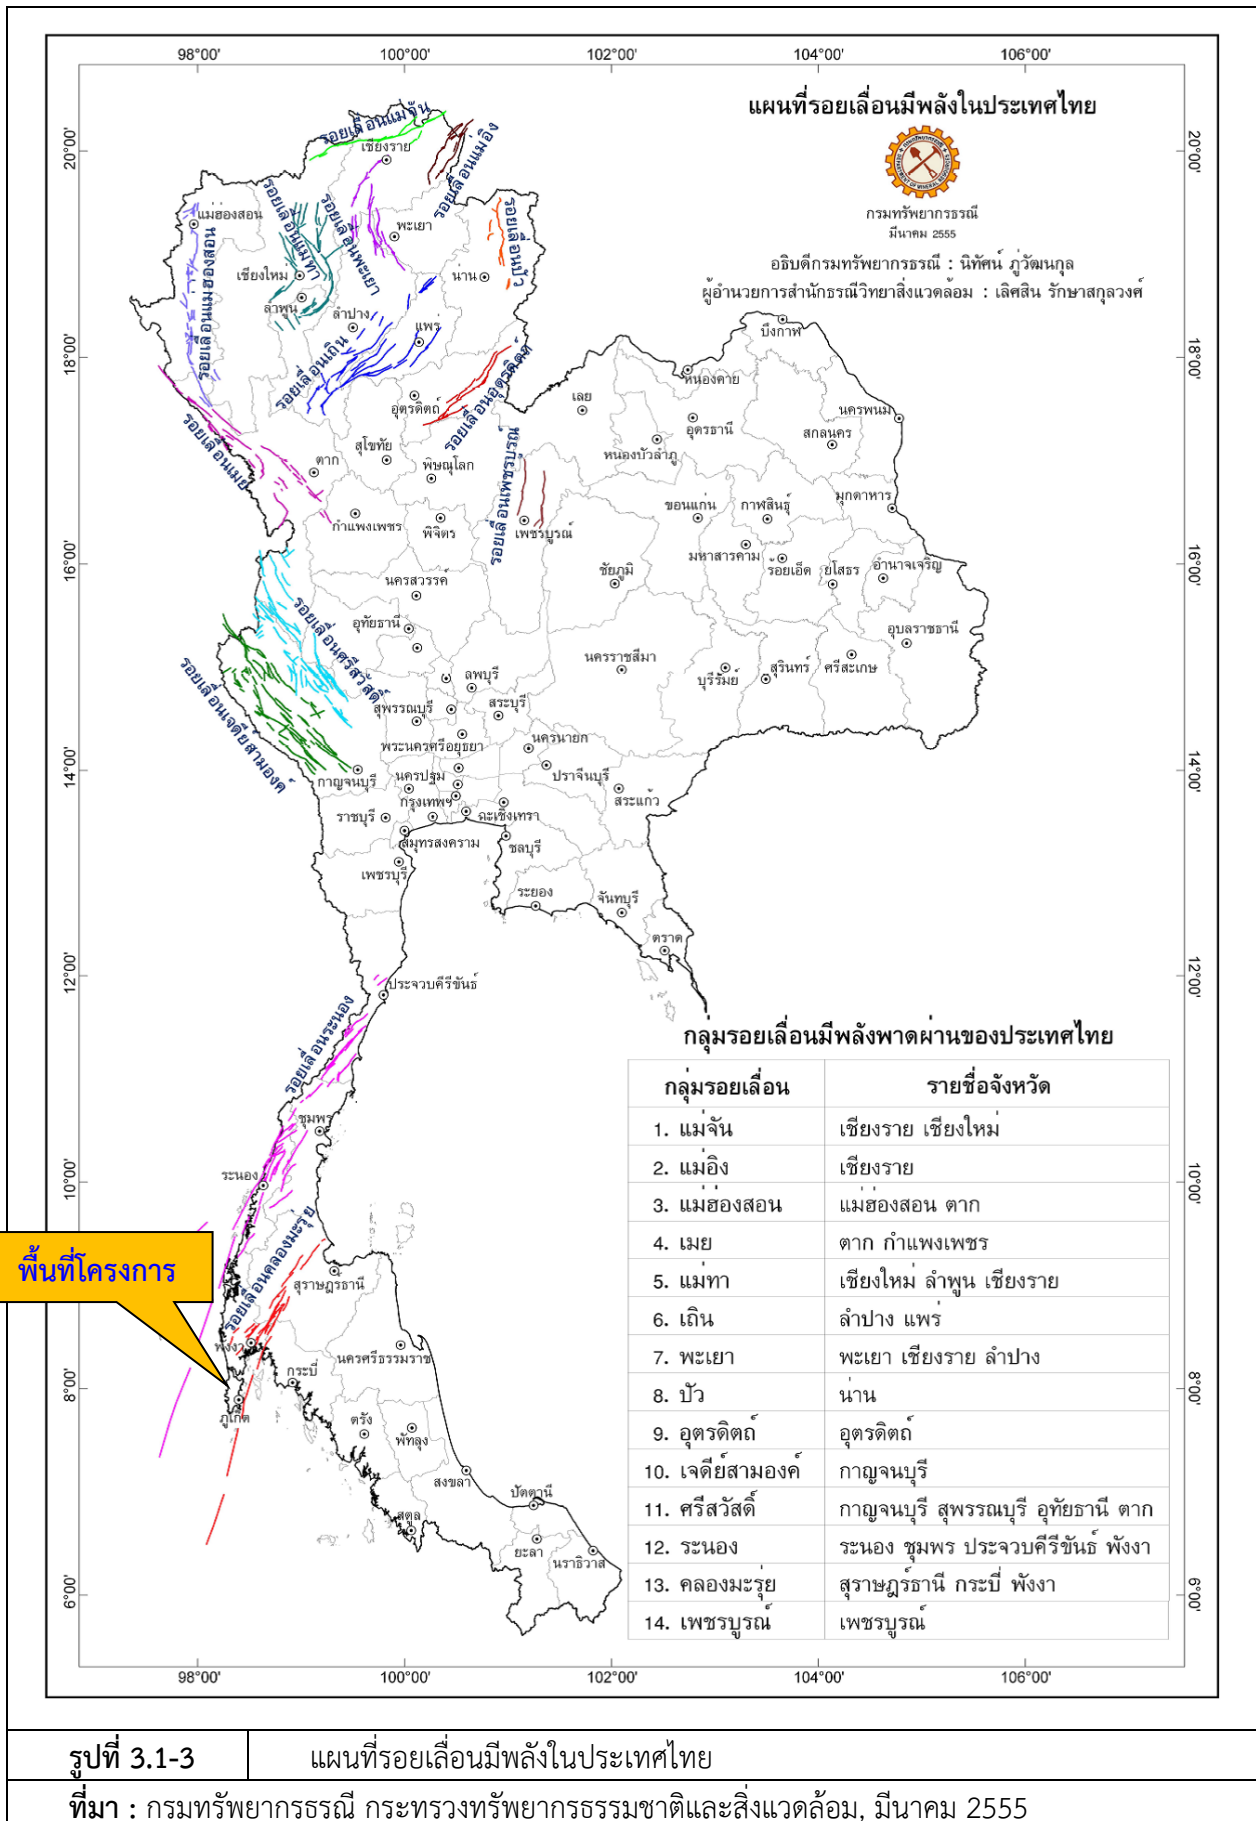 98°00' 100°00' 102°00' 104°00' 106°00'
แผนที่รอยเลื่อนมีพลังในประเทศไทย
กรมทรัพยากรธรณี
มีนาคม 2555
อธิบดีกรมทรัพยากรธรณี : นิทัศน์ ภู่วัฒนกุล
ผู้อำนวยการสำนักธรณีวิทยาสิ่งแวดล้อม : เลิศสิน รักษาสกุลวงศ์
20°00' 20°00'
18°00' 18°00'
16°00' 16°00'
14°00' 14°00'
12°00' 12°00'
10°00' 10°00'
8°00' 8°00'
6°00' 6°00'
รอยเลื่อนแม่จัน
รอยเลื่อนแม่อิง
รอยเลื่อนแม่ฮ่องสอน
รอยเลื่อนแม่ทา
รอยเลื่อนพะเยา
รอยเลื่อนปัว
รอยเลื่อนเถิน
รอยเลื่อนอุตรดิตถ์
รอยเลื่อนเมย
รอยเลื่อนเพชรบูรณ์
รอยเลื่อนศรีสวัสดิ์
รอยเลื่อนเจดีย์สามองค์
รอยเลื่อนระนอง
รอยเลื่อนคลองมะรุ่ย
เชียงราย
แม่ฮ่องสอน
พะเยา
เชียงใหม่
น่าน
ลำพูน
ลำปาง
แพร่
อุตรดิตถ์
สุโขทัย
ตาก
พิษณุโลก
กำแพงเพชร
พิจิตร
เพชรบูรณ์
บึงกาฬ
หนองคาย
เลย
อุดรธานี
นครพนม
สกลนคร
หนองบัวลำภู
ขอนแก่น
กาฬสินธุ์
มุกดาหาร
มหาสารคาม
ร้อยเอ็ด
ยโสธร
อำนาจเจริญ
ชัยภูมิ
นครสวรรค์
อุทัยธานี
นครราชสีมา
บุรีรัมย์
สุรินทร์
ศรีสะเกษ
อุบลราชธานี
ลพบุรี
สุพรรณบุรี
สระบุรี
พระนครศรีอยุธยา
นครนายก
กาญจนบุรี
นครปฐม
ปราจีนบุรี
สระแก้ว
กรุงเทพฯ
ฉะเชิงเทรา
ราชบุรี
สมุทรสงคราม
ชลบุรี
เพชรบุรี
ระยอง
จันทบุรี
ตราด
ประจวบคีรีขันธ์
ชุมพร
ระนอง
สุราษฎร์ธานี
พังงา
นครศรีธรรมราช
กระบี่
ภูเก็ต
ตรัง
พัทลุง
สงขลา
ปัตตานี
สตูล
ยะลา
นราธิวาส
พื้นที่โครงการ
กลุ่มรอยเลื่อนมีพลังพาดผ่านของประเทศไทย
กลุ่มรอยเลื่อน รายชื่อจังหวัด
1. แม่จัน เชียงราย เชียงใหม่
2. แม่อิง เชียงราย
3. แม่ฮ่องสอน แม่ฮ่องสอน ตาก
4. เมย ตาก กำแพงเพชร
5. แม่ทา เชียงใหม่ ลำพูน เชียงราย
6. เถิน ลำปาง แพร่
7. พะเยา พะเยา เชียงราย ลำปาง
8. ปัว น่าน
9. อุตรดิตถ์ อุตรดิตถ์
10. เจดีย์สามองค์ กาญจนบุรี
11. ศรีสวัสดิ์ กาญจนบุรี สุพรรณบุรี อุทัยธานี ตาก
12. ระนอง ระนอง ชุมพร ประจวบคีรีขันธ์ พังงา
13. คลองมะรุ่ย สุราษฎร์ธานี กระบี่ พังงา
14. เพชรบูรณ์ เพชรบูรณ์
98°00' 100°00' 102°00' 104°00' 106°00'
รูปที่ 3.1-3 แผนที่รอยเลื่อนมีพลังในประเทศไทย
ที่มา : กรมทรัพยากรธรณี กระทรวงทรัพยากรธรรมชาติและสิ่งแวดล้อม, มีนาคม 2555